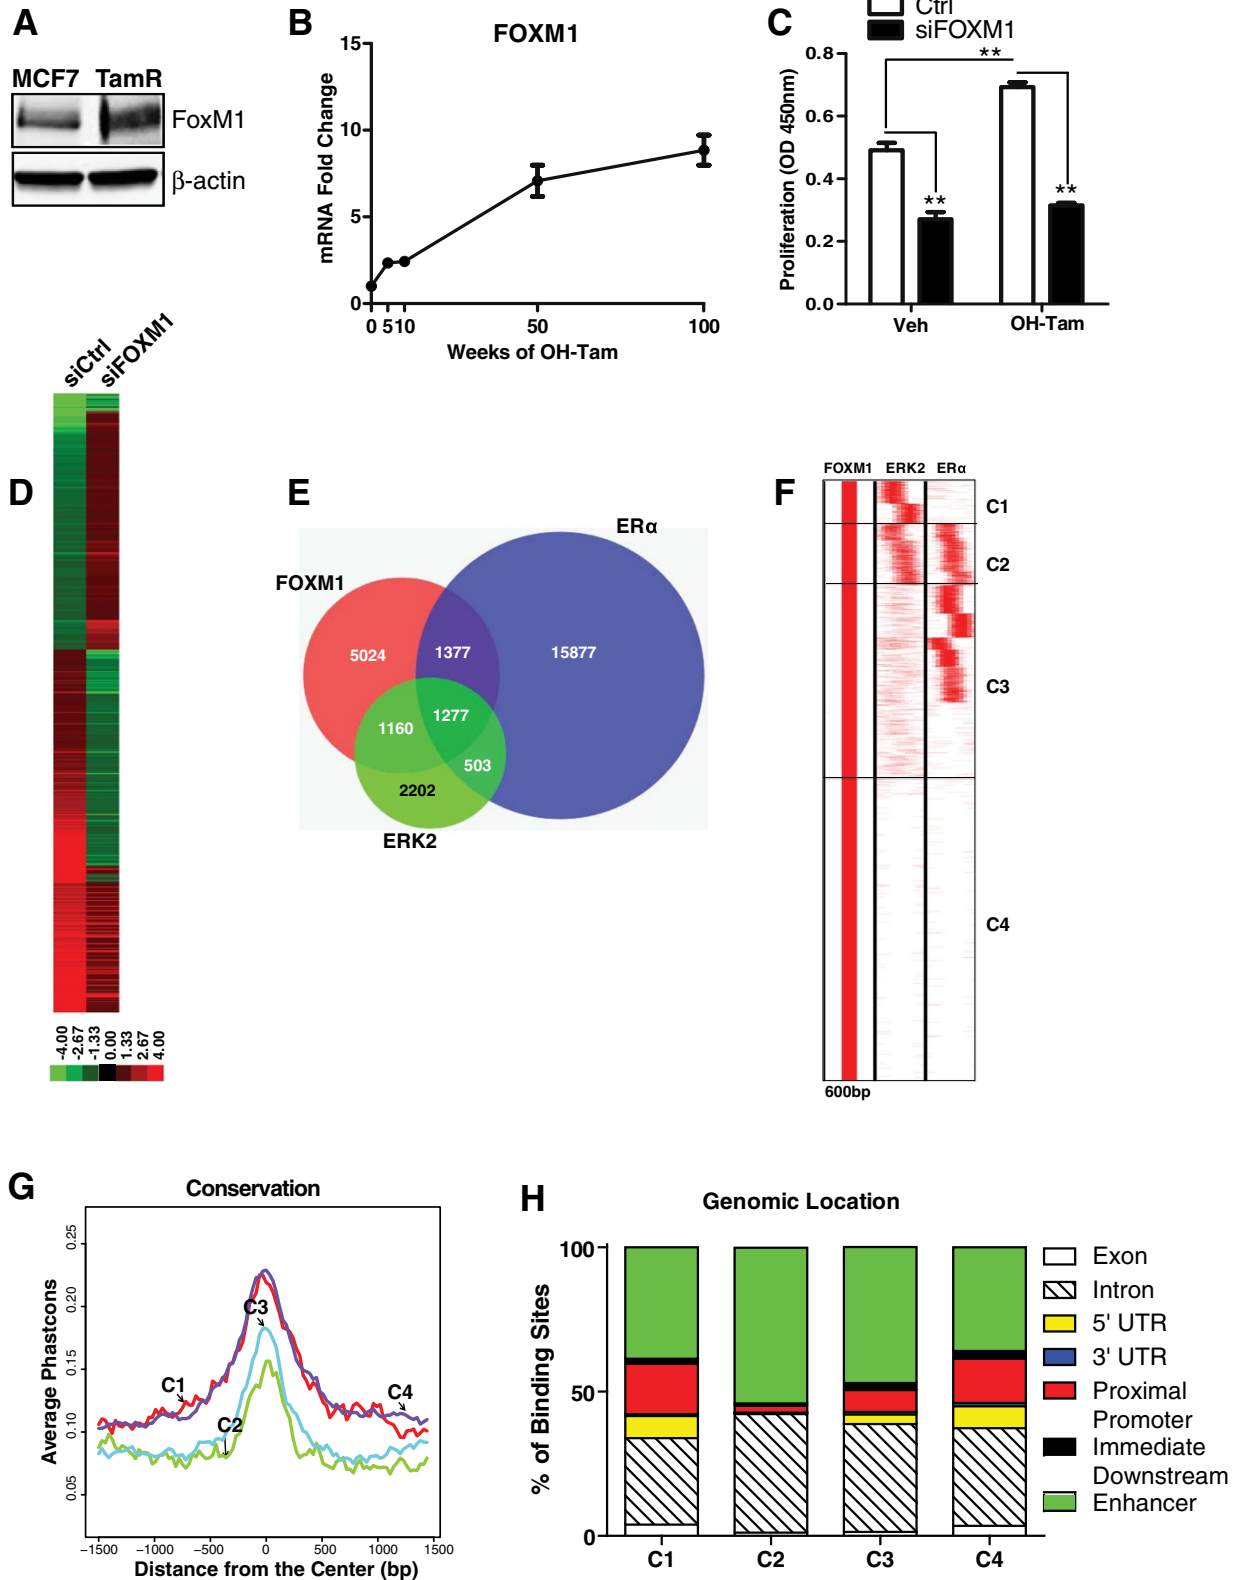 A
MCF7 TamR
FoxM1
β-actin
B
FOXM1
15
10
5
0
mRNA Fold Change
0 5 10 50 100
Weeks of OH-Tam
C
Ctrl
siFOXM1
**
**
**
0.8
0.6
0.4
0.2
0.0
Proliferation (OD 450nm)
Veh OH-Tam
D
siCtrl
siFOXM1
-4.00
-2.67
-1.33
0.00
1.33
2.67
4.00
E
ERα
FOXM1
5024
1377
15877
1160
1277
503
2202
ERK2
F
FOXM1 ERK2 ERα
C1
C2
C3
C4
600bp
G
Conservation
0.25
0.20
0.15
0.10
0.05
Average Phastcons
C3
C1
C4
C2
−1500 −1000 −500 0 500 1000 1500
Distance from the Center (bp)
H
Genomic Location
100
50
0
% of Binding Sites
C1 C2 C3 C4
Exon
Intron
5' UTR
3' UTR
Proximal
Promoter
Immediate
Downstream
Enhancer